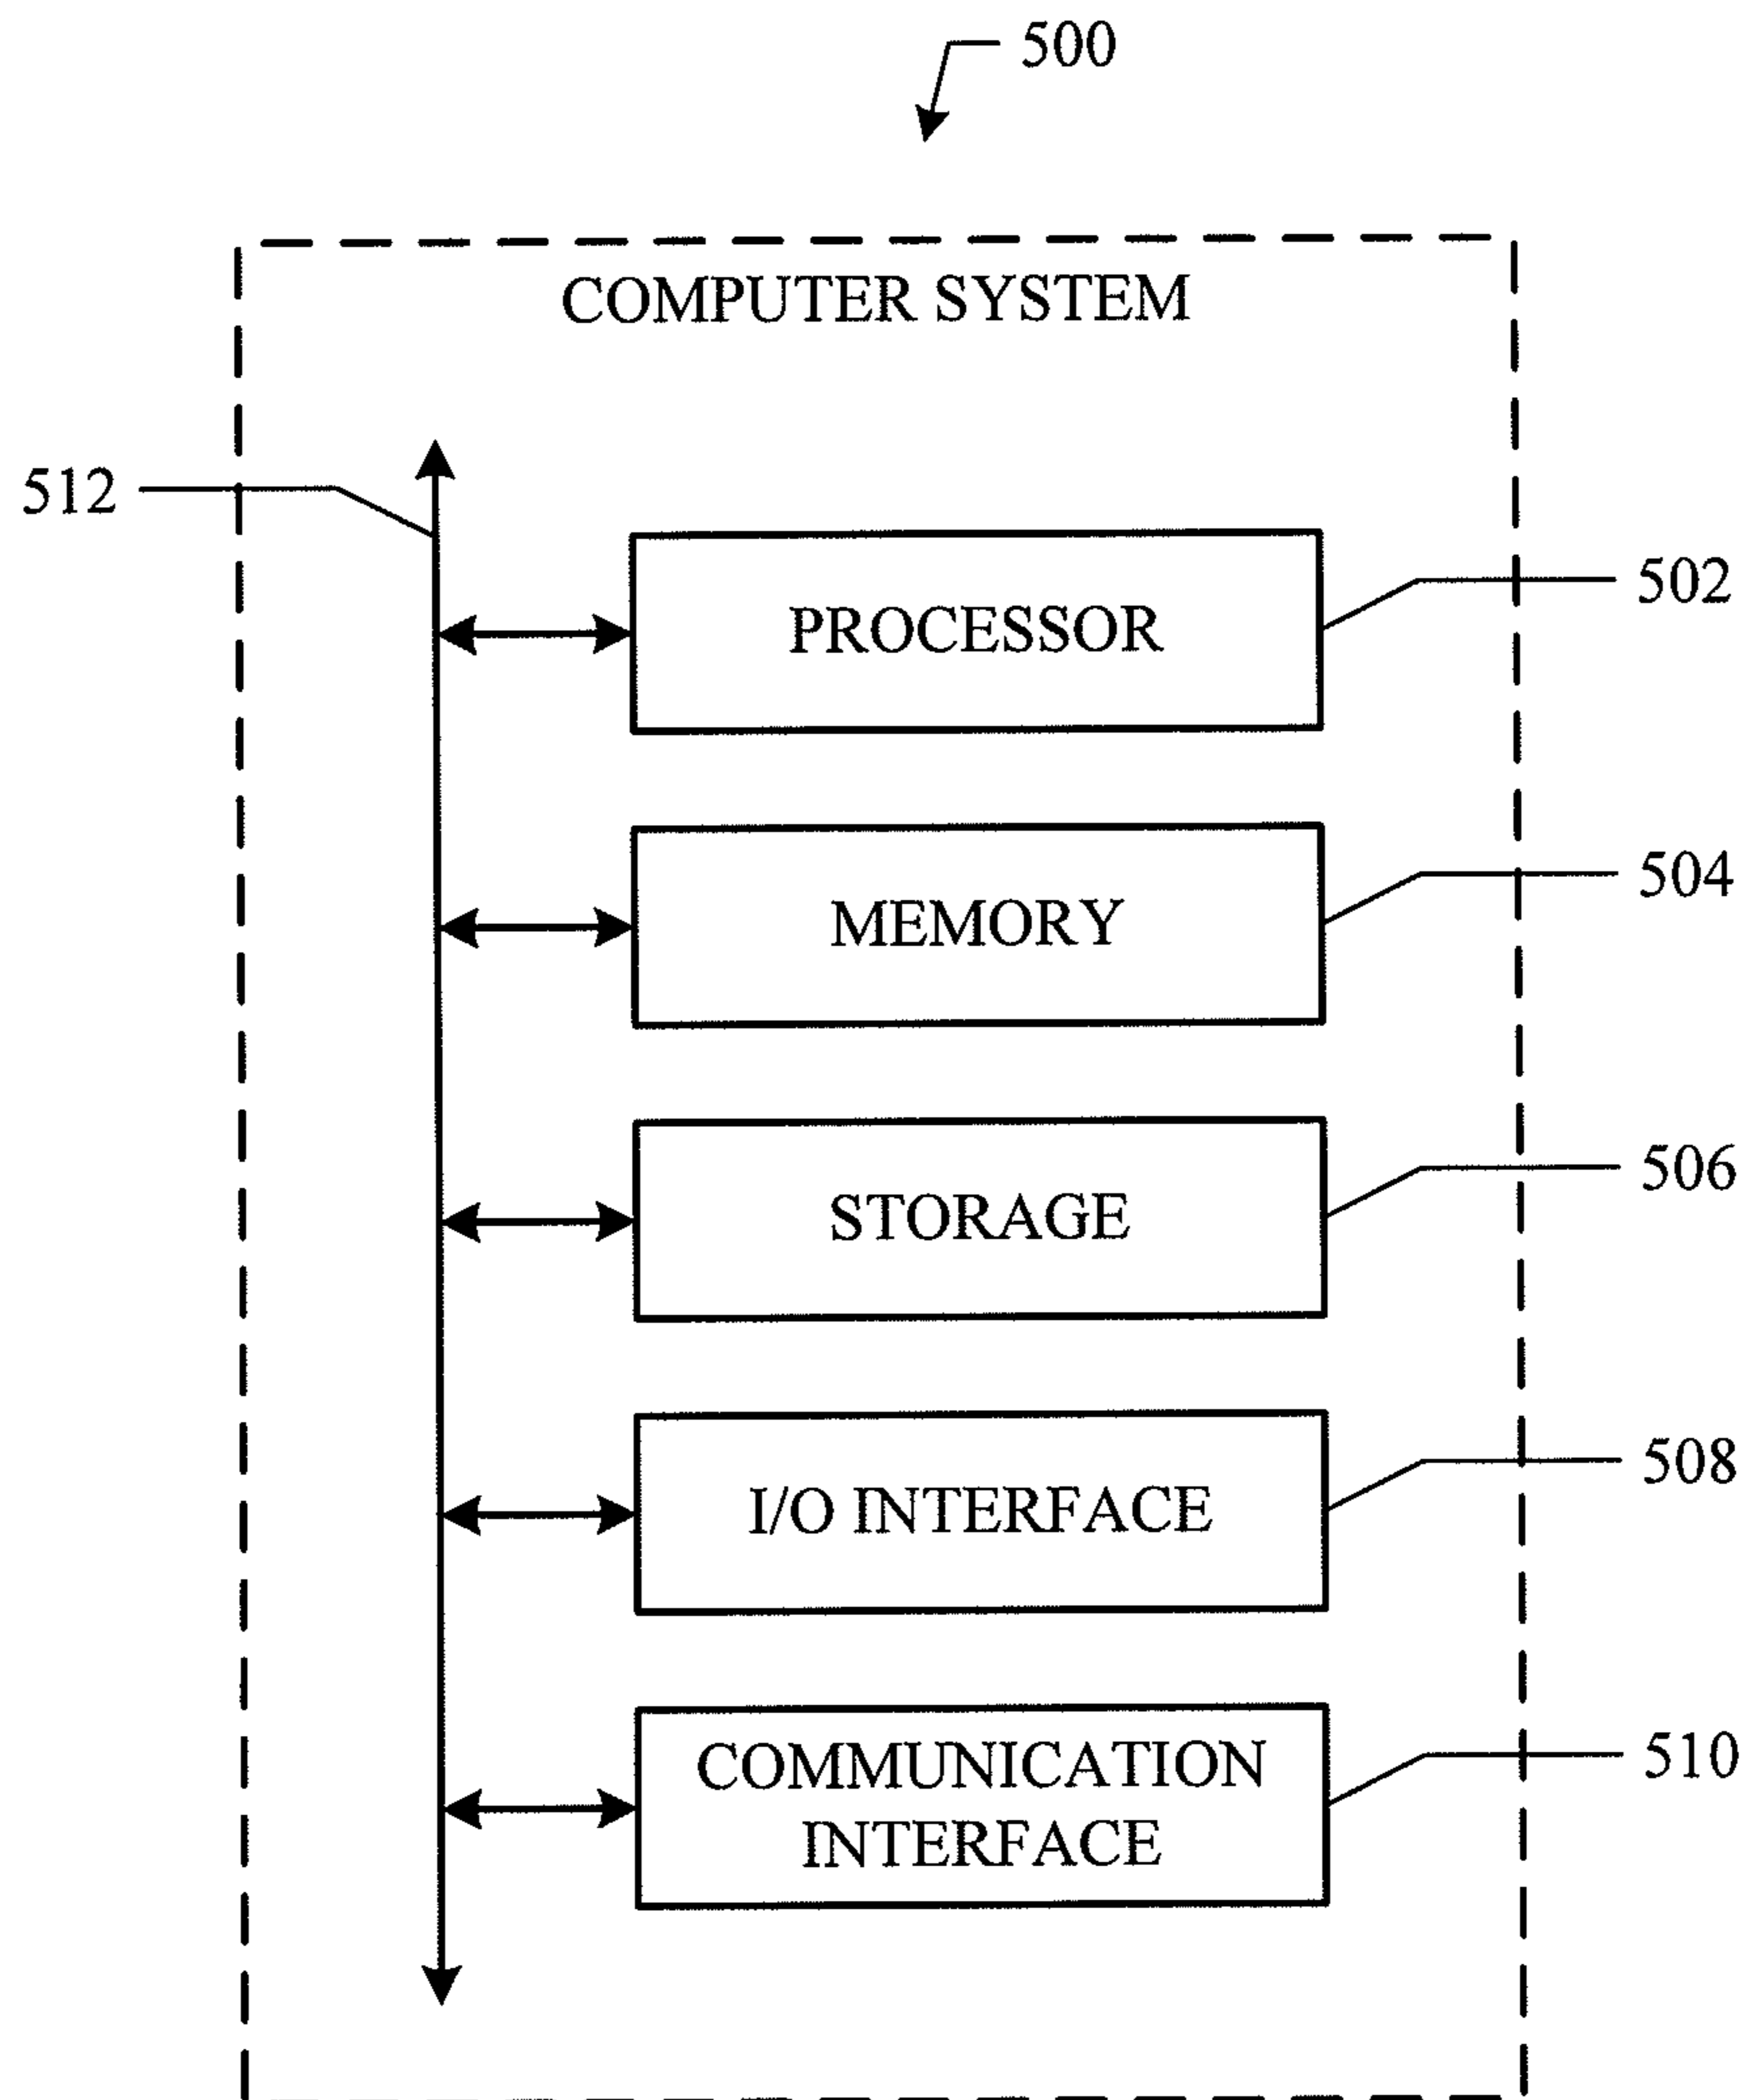 500
COMPUTER SYSTEM
512
502
PROCESSOR
504
MEMORY
506
STORAGE
508
I/O INTERFACE
510
COMMUNICATION
INTERFACE